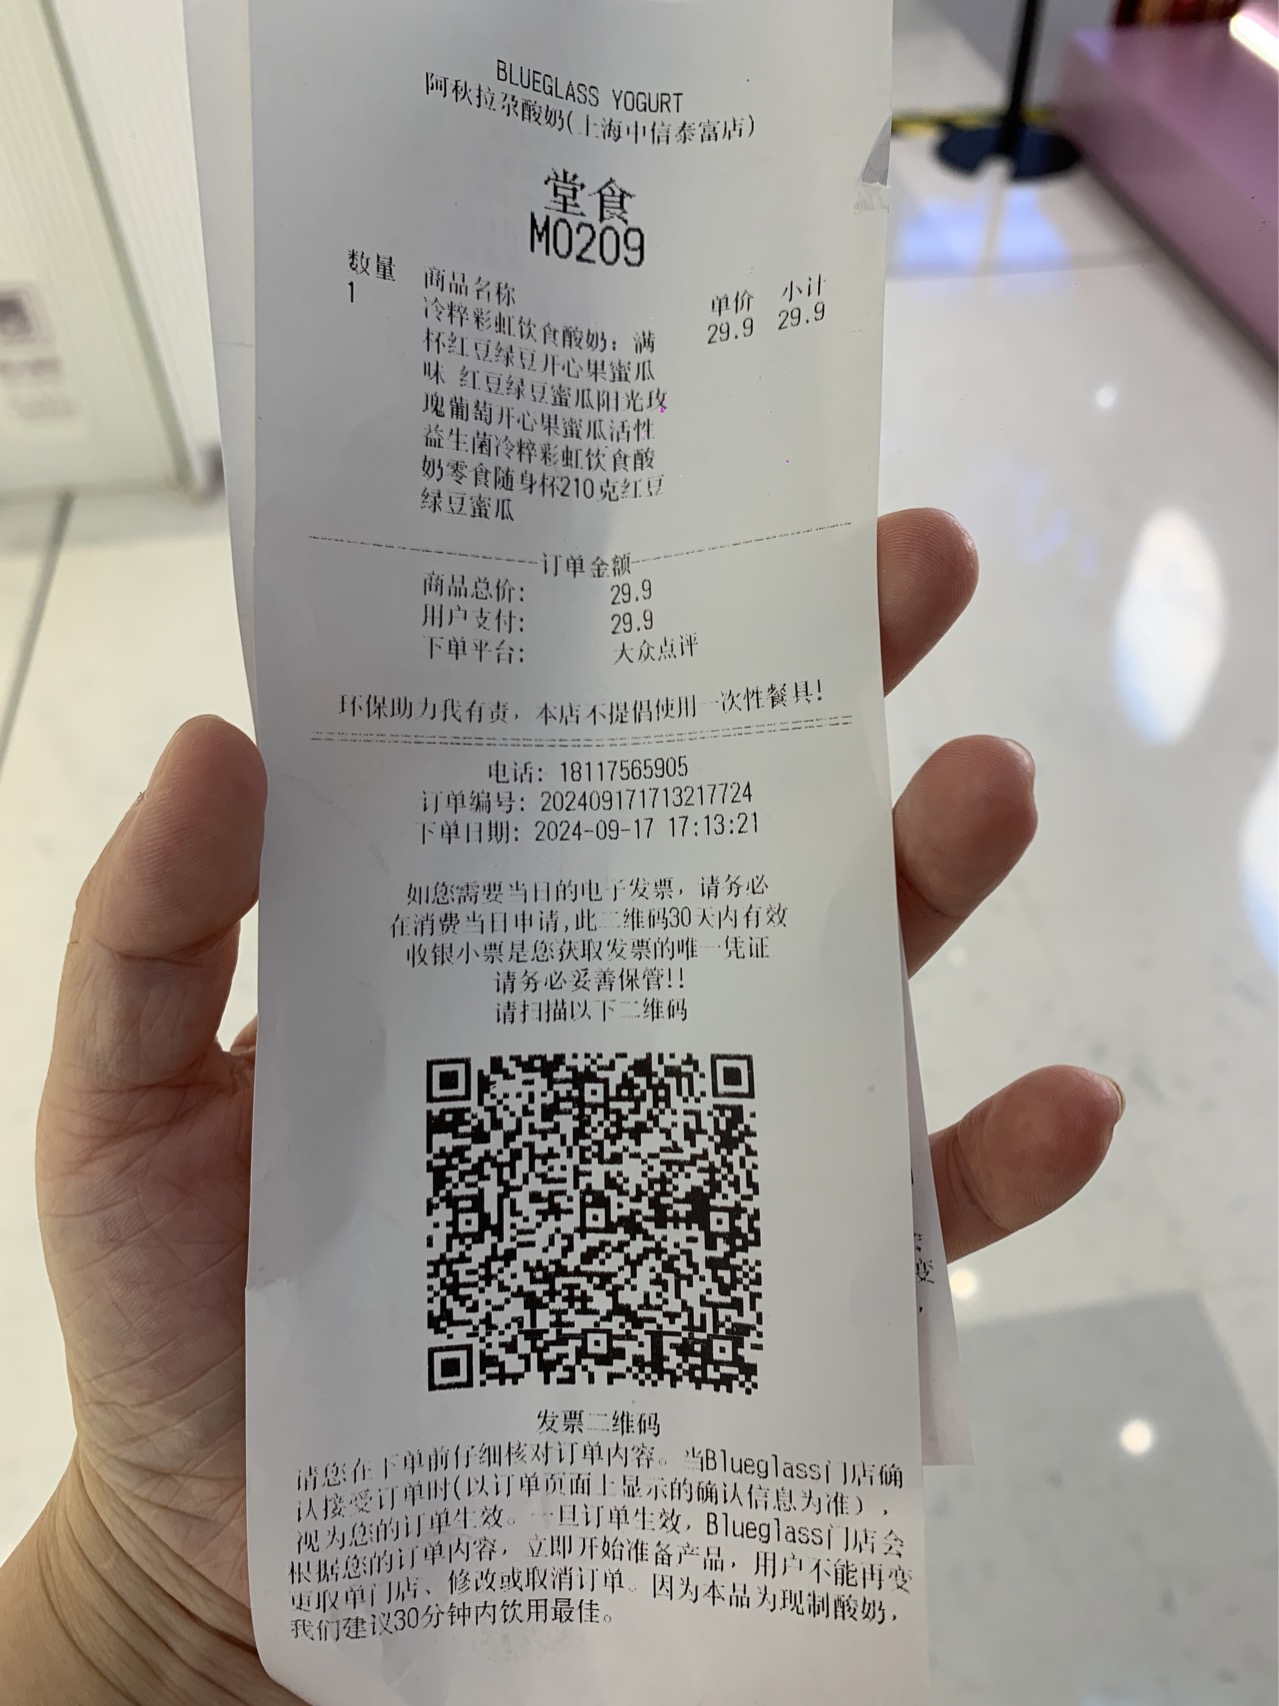 BLUEGLASS YOGURT
阿秋拉尕酸奶(上海中信泰富店)
堂食
M0209
数量 商品名称 单价 小计
1 冷粹彩虹饮食酸奶：满 29.9 29.9
杯红豆绿豆开心果蜜瓜
味 红豆绿豆蜜瓜阳光玫
瑰葡萄开心果蜜瓜活性
益生菌冷粹彩虹饮食酸
奶零食随身杯210克红豆
绿豆蜜瓜
订单金额
商品总价： 29.9
用户支付： 29.9
下单平台： 大众点评
环保助力我有责，本店不提倡使用一次性餐具!
电话: 18117565905
订单编号: 202409171713217724
下单日期: 2024-09-17 17:13:21
如您需要当日的电子发票，请务必
在消费当日申请,此二维码30天内有效
收银小票是您获取发票的唯一凭证
请务必妥善保管!!
请扫描以下二维码
发票二维码
请您在下单前仔细核对订单内容。当Blueglass门店确
认接受订单时(以订单页面上显示的确认信息为准)，
视为您的订单生效。一旦订单生效，Blueglass门店会
根据您的订单内容，立即开始准备产品，用户不能再变
更取单门店、修改或取消订单。因为本品为现制酸奶，
我们建议30分钟内饮用最佳。
变